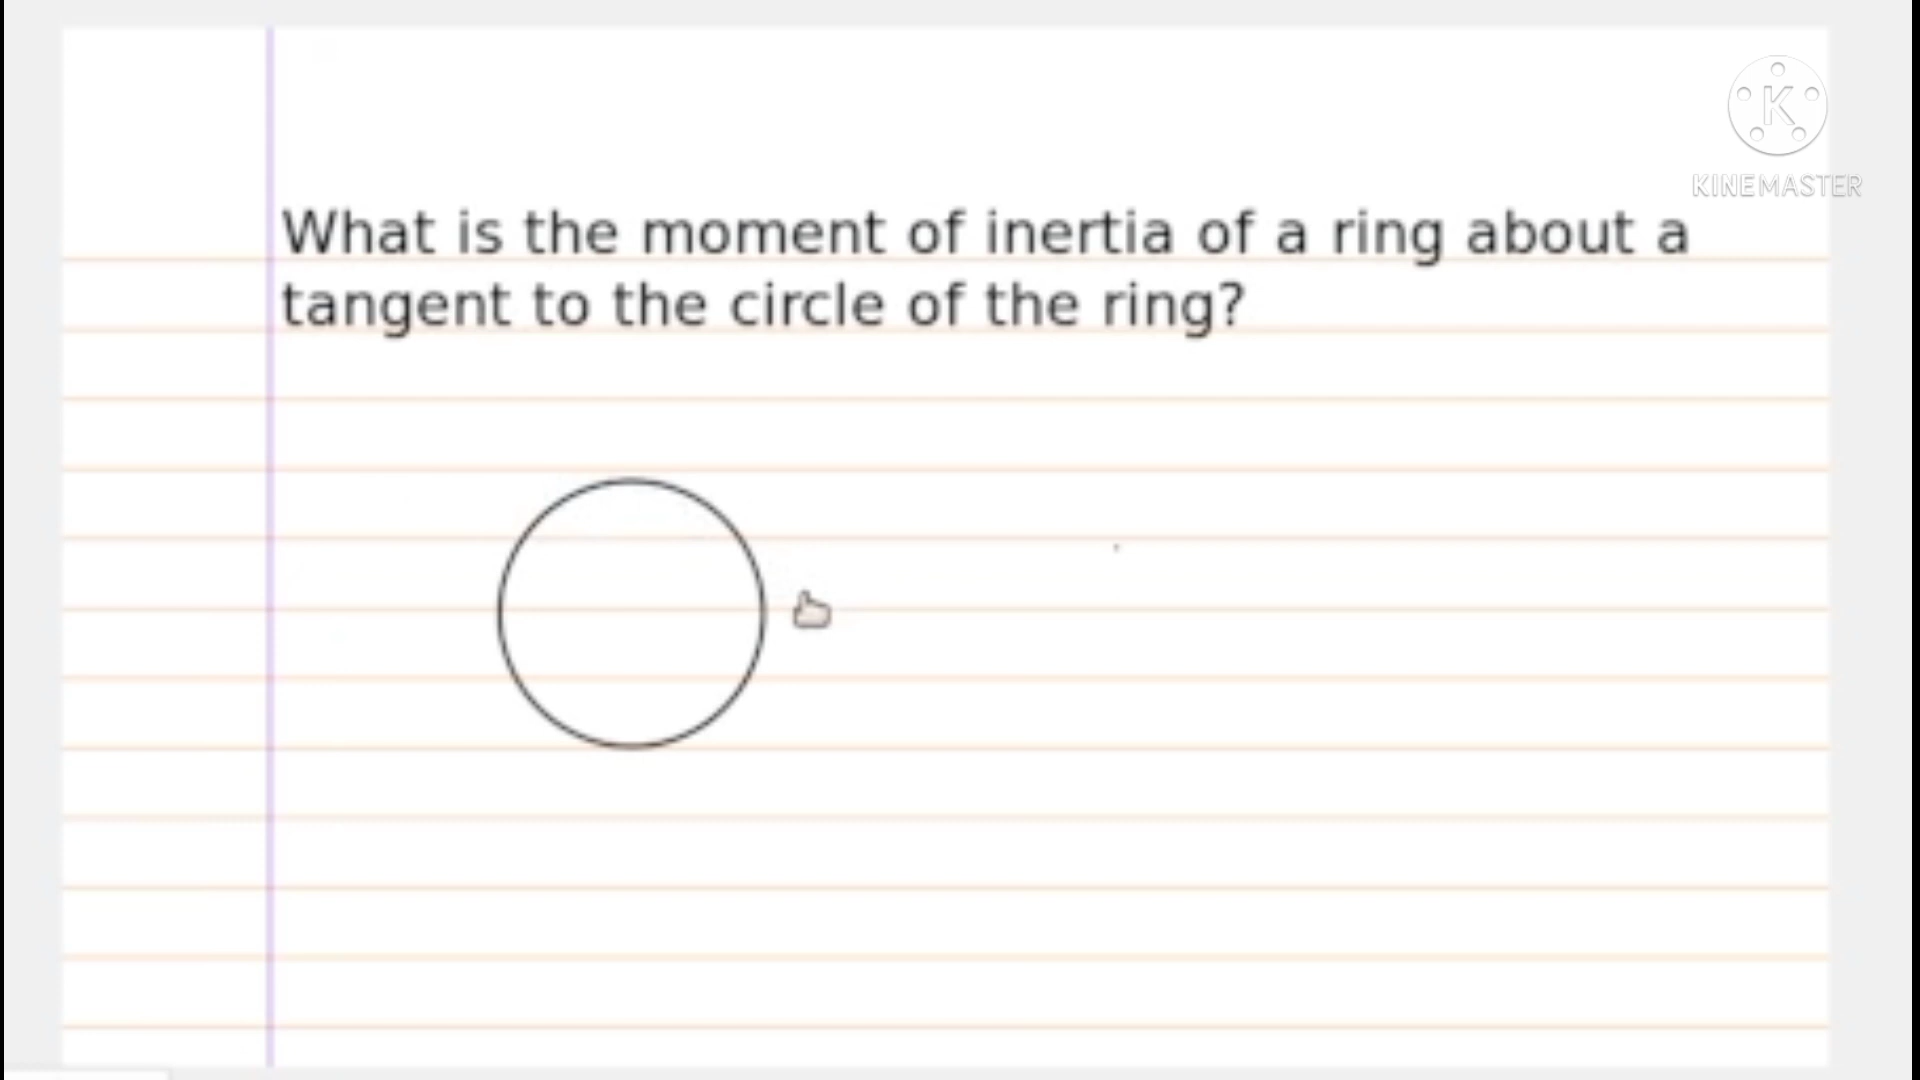 K
KINEMASTER
What is the moment of inertia of a ring about a
tangent to the circle of the ring?